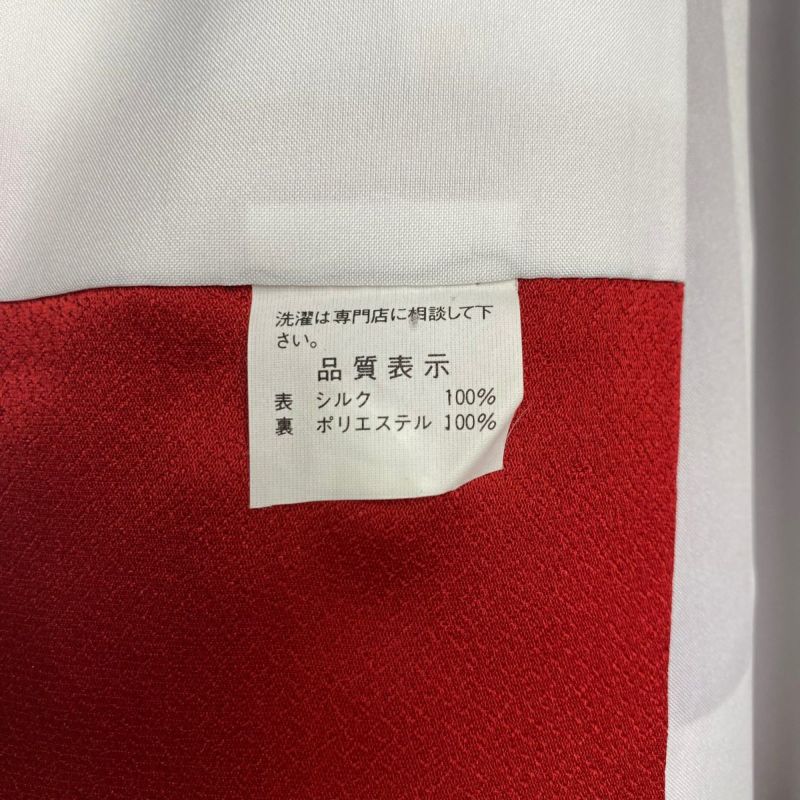 洗濯は専門店に相談して下
さい。
品質表示
表 シルク 100%
裏 ポリエステル 100%